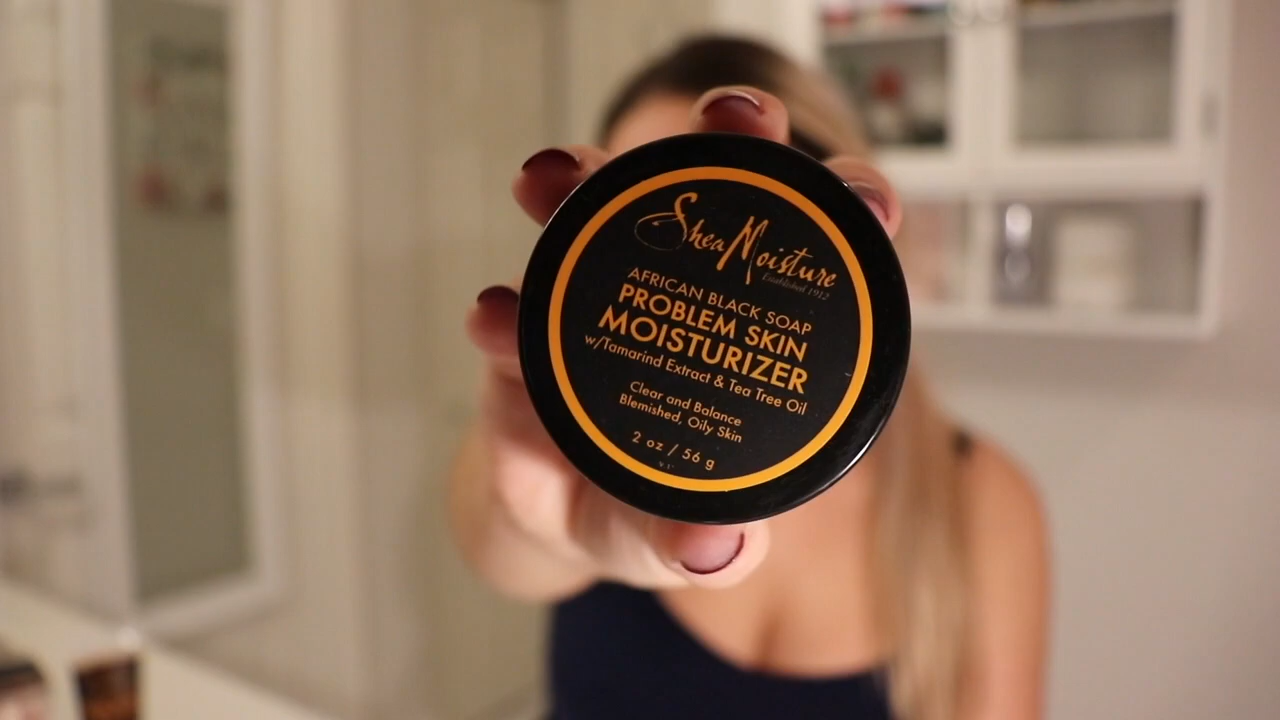 SheaMoisture
Established 1912
AFRICAN BLACK SOAP
PROBLEM SKIN
MOISTURIZER
w/Tamarind Extract & Tea Tree Oil
Clear and Balance
Blemished, Oily Skin
2 oz / 56 g